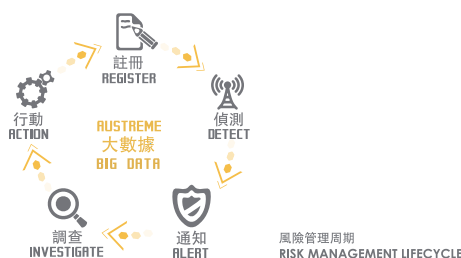 註冊
REGISTER
行動
ACTION
偵測
DETECT
AUSTREME
大數據
BIG DATA
調查
INVESTIGATE
通知
ALERT
風險管理周期
RISK MANAGEMENT LIFECYCLE